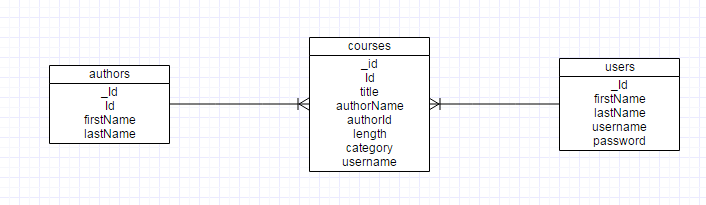 authors
_Id
Id
firstName
lastName
courses
_id
Id
title
authorName
authorId
length
category
username
users
_Id
firstName
lastName
username
password